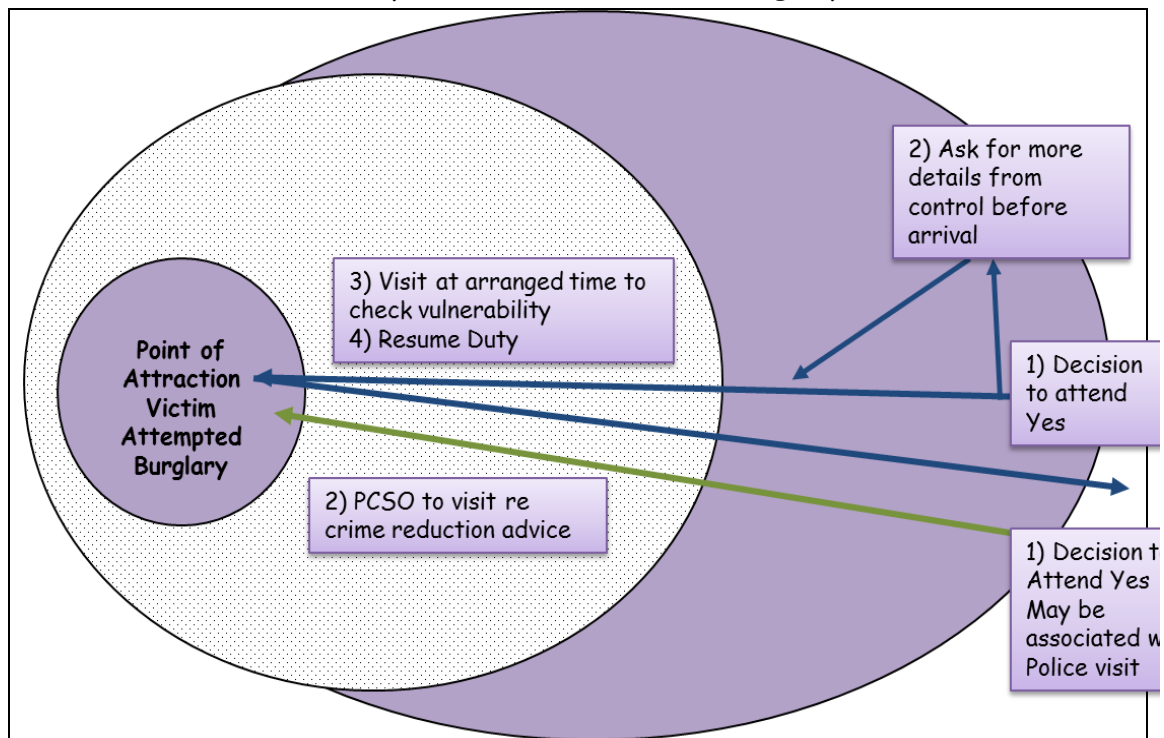 2) Ask for more
details from
control before
arrival
3) Visit at arranged time to
check vulnerability
4) Resume Duty
Point of
Attraction
Victim
Attempted
Burglary
1) Decision
to attend
Yes
2) PCSO to visit re
crime reduction advice
1) Decision t
Attend Yes
May be
associated w
Police visit